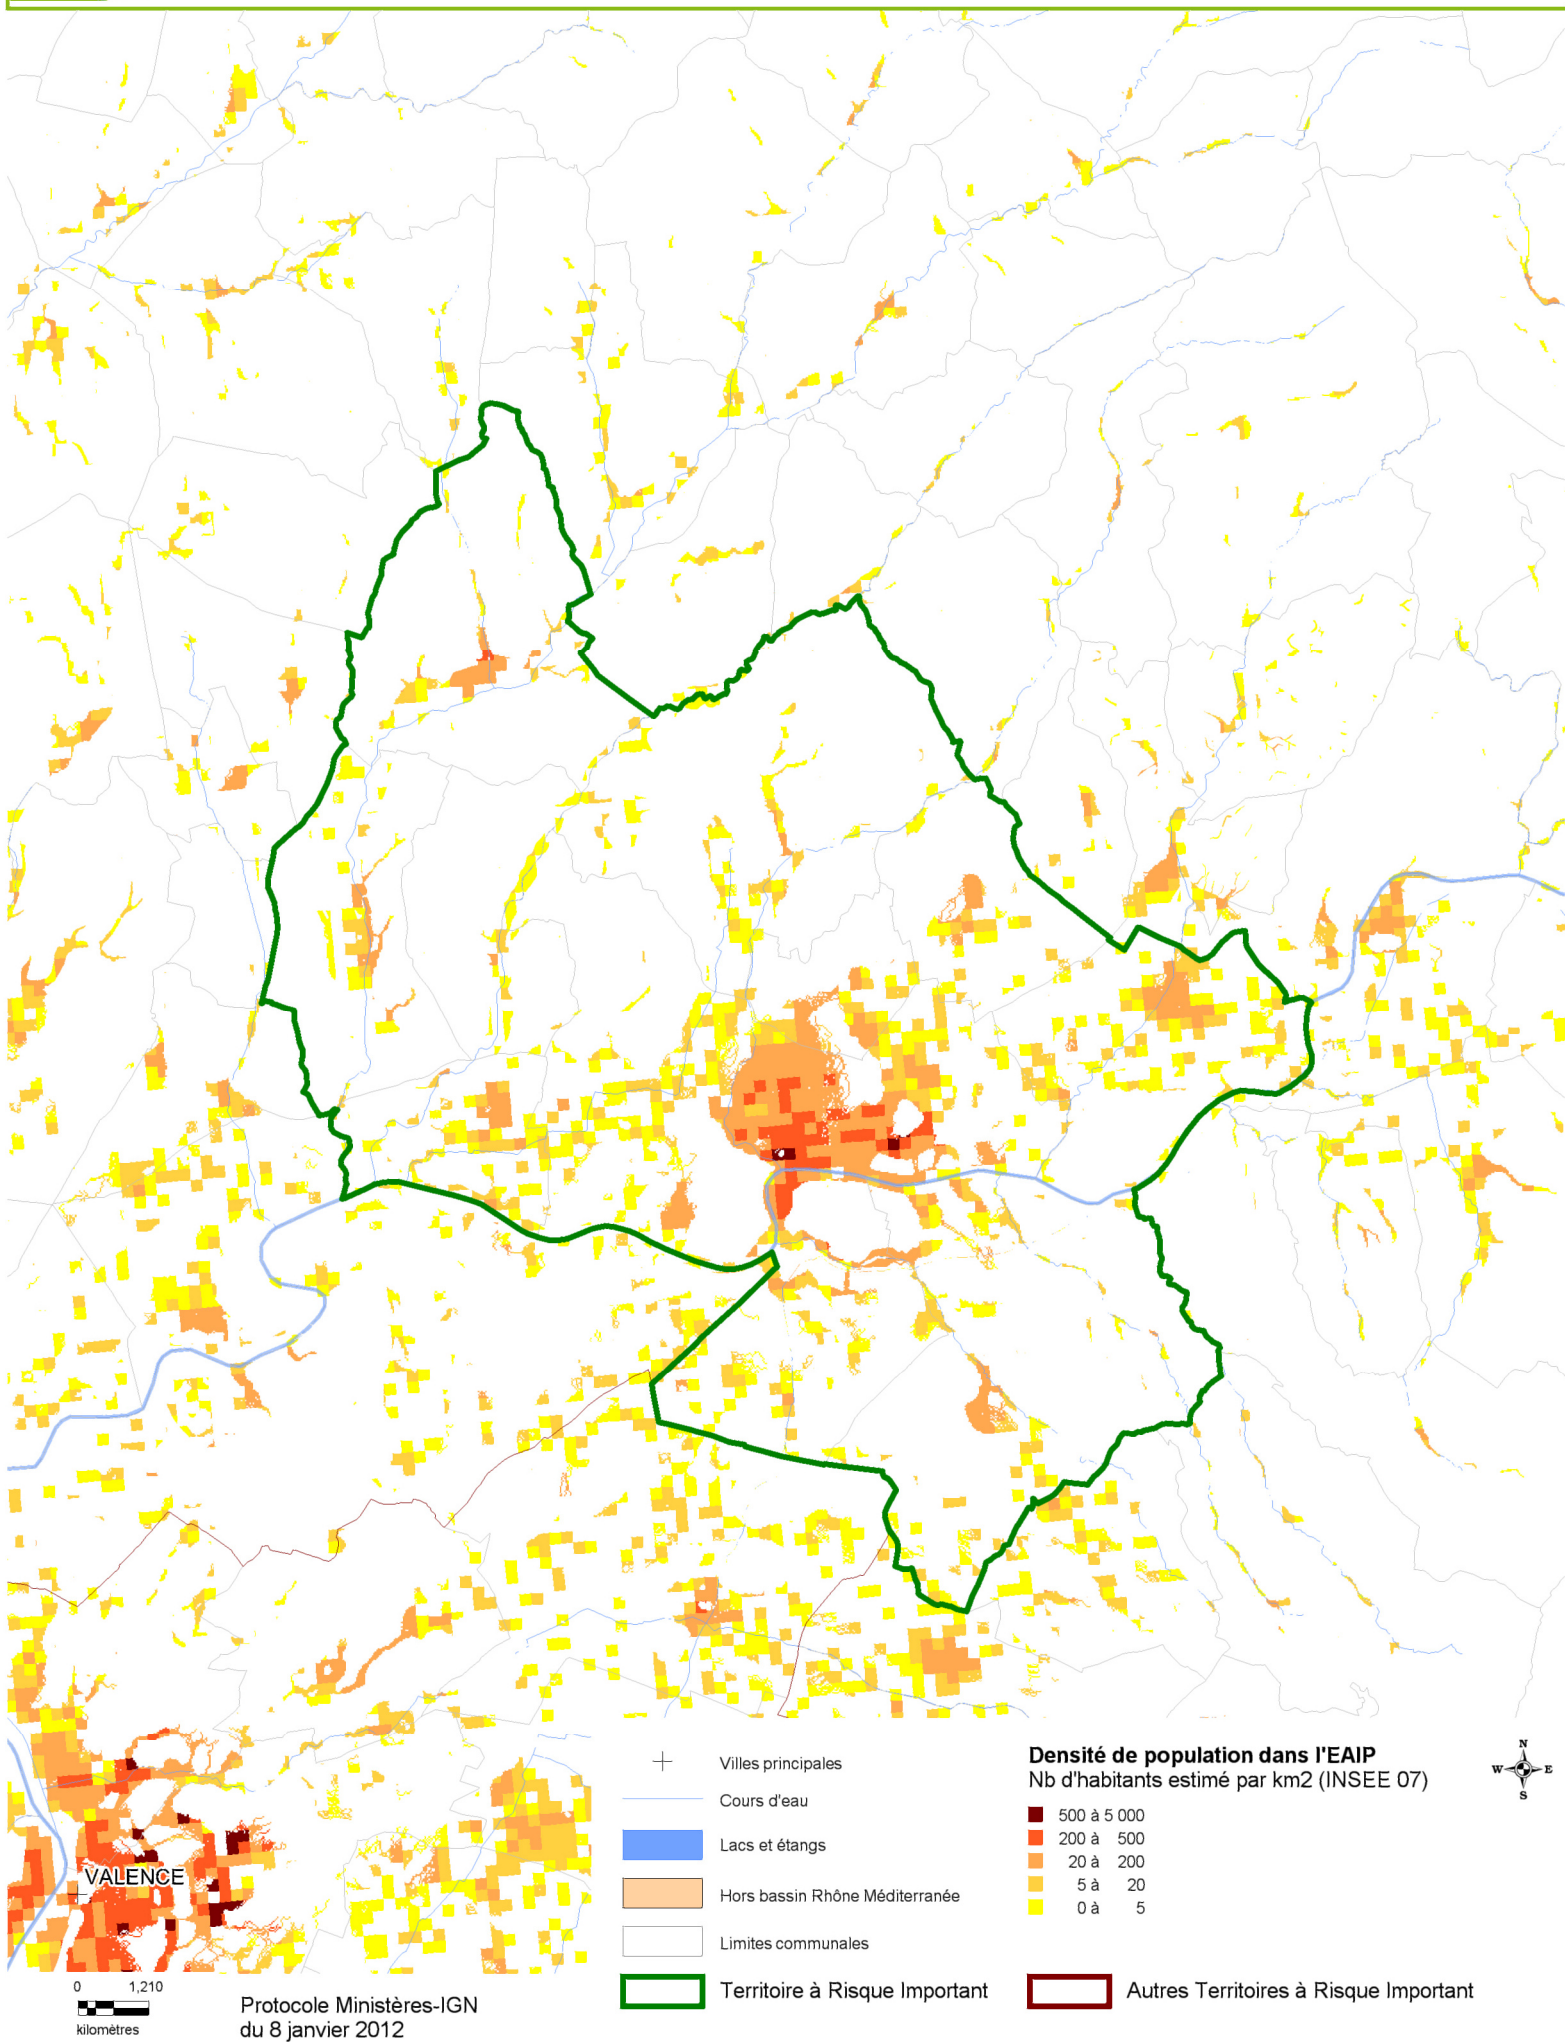 VALENCE
0 1,210
kilomètres
Protocole Ministères-IGN
du 8 janvier 2012
Villes principales
Cours d'eau
Lacs et étangs
Hors bassin Rhône Méditerranée
Limites communales
Territoire à Risque Important
Densité de population dans l'EAIP
Nb d'habitants estimé par km2 (INSEE 07)
500 à 5 000
200 à 500
20 à 200
5 à 20
0 à 5
Autres Territoires à Risque Important
N
W E
S